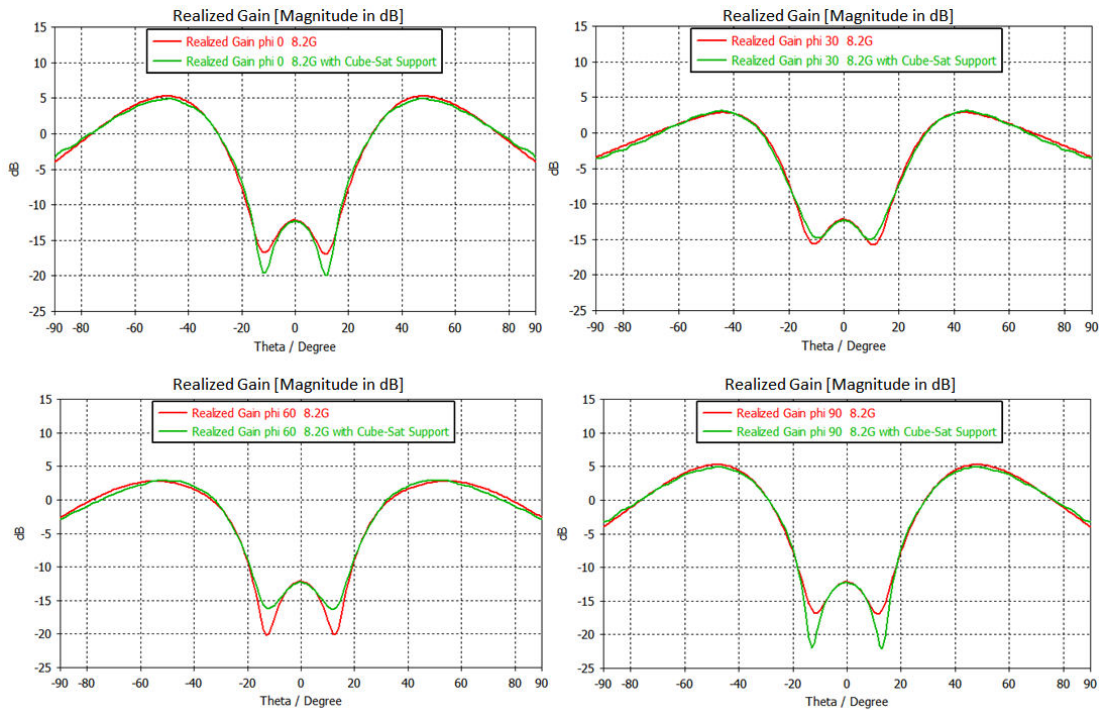 Realized Gain [Magnitude in dB]
Realized Gain phi 0 8.2G
Realized Gain phi 0 8.2G with Cube-Sat Support
15
10
5
0
-5
-10
-15
-20
-25
dB
-90 -80 -60 -40 -20 0 20 40 60 80 90
Theta / Degree
Realized Gain [Magnitude in dB]
Realized Gain phi 30 8.2G
Realized Gain phi 30 8.2G with Cube-Sat Support
15
10
5
0
-5
-10
-15
-20
-25
dB
-90 -80 -60 -40 -20 0 20 40 60 80 90
Theta / Degree
Realized Gain [Magnitude in dB]
Realized Gain phi 60 8.2G
Realized Gain phi 60 8.2G with Cube-Sat Support
15
10
5
0
-5
-10
-15
-20
-25
dB
-90 -80 -60 -40 -20 0 20 40 60 80 90
Theta / Degree
Realized Gain [Magnitude in dB]
Realized Gain phi 90 8.2G
Realized Gain phi 90 8.2G with Cube-Sat Support
15
10
5
0
-5
-10
-15
-20
-25
dB
-90 -80 -60 -40 -20 0 20 40 60 80 90
Theta / Degree